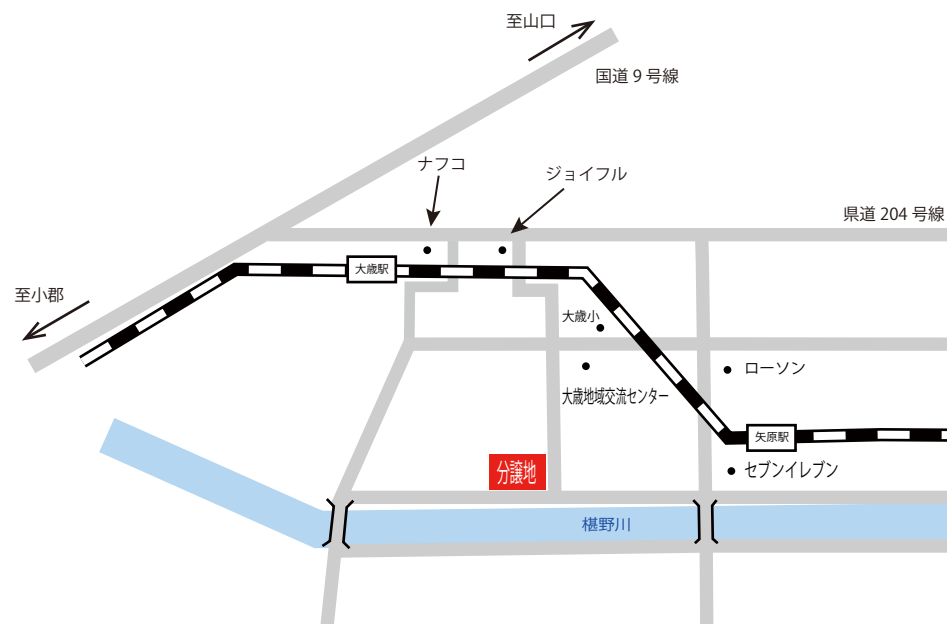 至山口
国道 9 号線
ナフコ
ジョイフル
県道 204 号線
大歳駅
至小郡
大歳小
ローソン
大歳地域交流センター
矢原駅
分譲地
セブンイレブン
椹野川